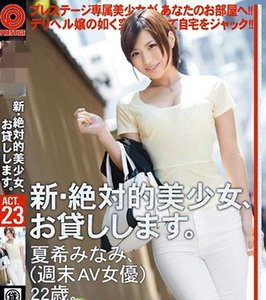 PRESTIGE
プレステージ専属美少女が、あなたのお部屋へ!!
デリヘル嬢の如く突
て自宅をジャック!!
新・絶対的美少女、
お貸しします。
ACT.
23
新・絶対的美少女、
お貸しします。
夏希みなみ、
(週末AV女優)
22歳。